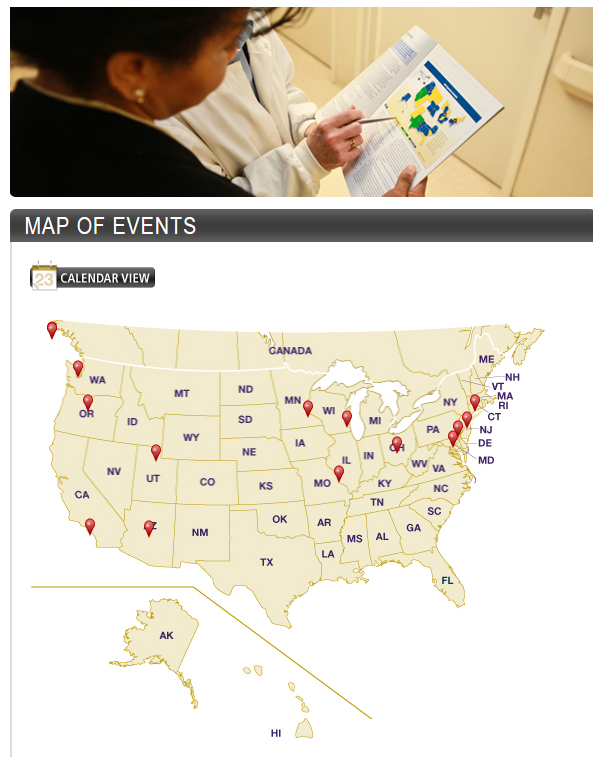 MAP OF EVENTS
23
CALENDAR VIEW
CANADA
ME
NH
VT
WA
MA
MT
ND
MN
NY
RI
OR
WI
CT
ID
SD
MI
PA
NJ
WY
IA
OH
DE
NE
IL
IN
MD
NV
UT
CO
WV
VA
CA
KS
MO
KY
NC
TN
OK
AR
SC
NM
GA
MS
AL
LA
TX
FL
AK
HI